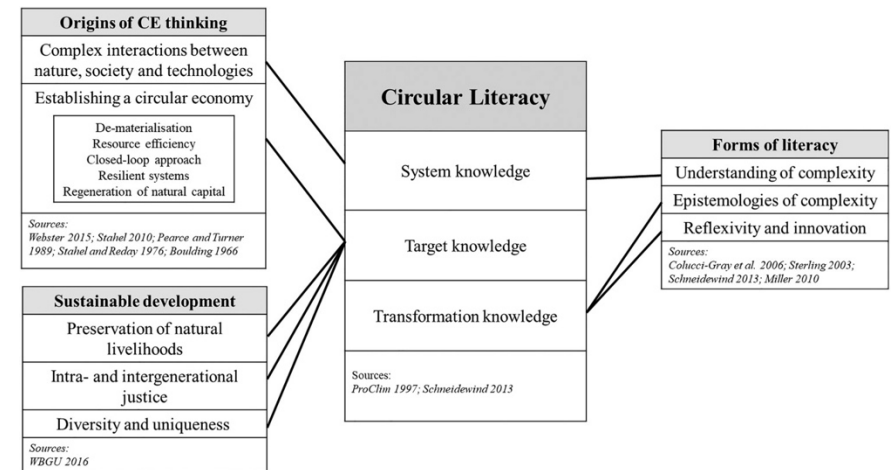 Origins of CE thinking
Complex interactions between
nature, society and technologies
Establishing a circular economy
De-materialisation
Resource efficiency
Closed-loop approach
Resilient systems
Regeneration of natural capital
Sources:
Webster 2015; Stahel 2010; Pearce and Turner
1989; Stahel and Reday 1976; Boulding 1966
Sustainable development
Preservation of natural
livelihoods
Intra- and intergenerational
justice
Diversity and uniqueness
Sources:
WBGU 2016
Circular Literacy
System knowledge
Target knowledge
Transformation knowledge
Sources:
ProClim 1997; Schneidewind 2013
Forms of literacy
Understanding of complexity
Epistemologies of complexity
Reflexivity and innovation
Sources:
Colucci-Gray et al. 2006; Sterling 2003;
Schneidewind 2013; Miller 2010